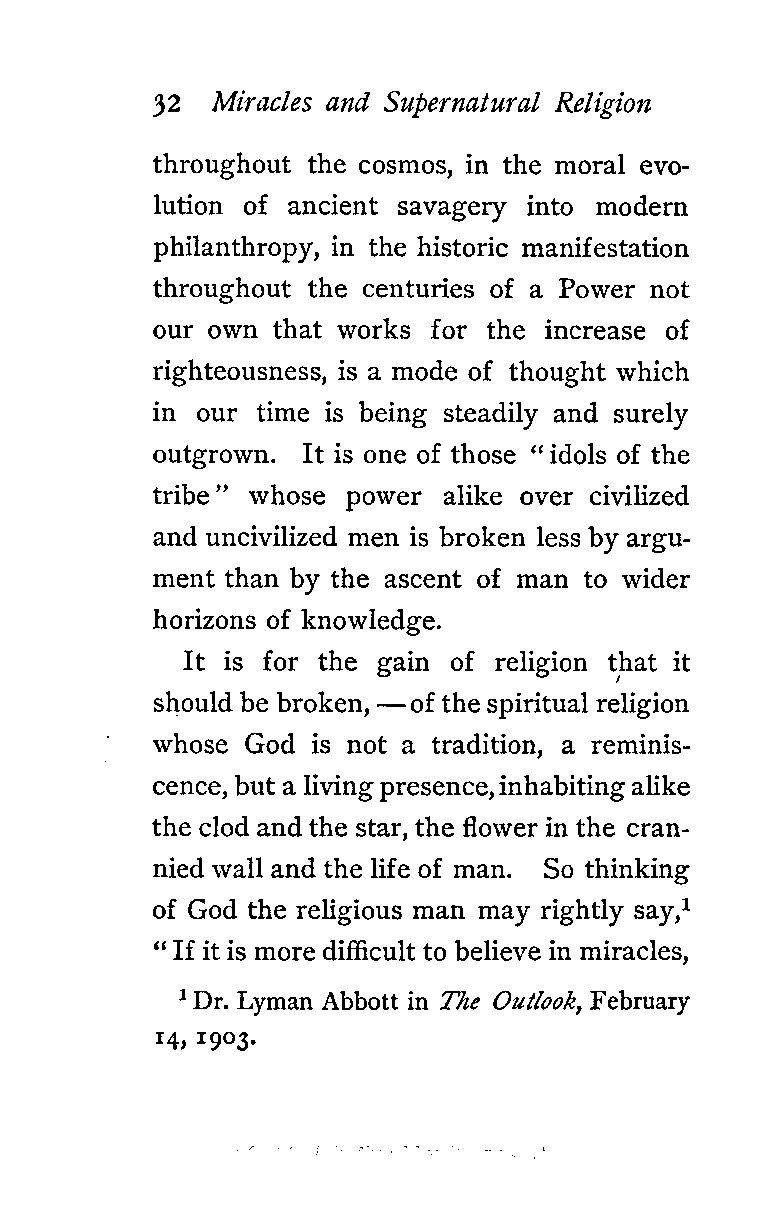 32 Miracles and Supernatural Religion
throughout the cosmos, in the moral evo-
lution of ancient savagery into modern
philanthropy, in the historic manifestation
throughout the centuries of a Power not
our own that works for the increase of
righteousness, is a mode of thought which
in our time is being steadily and surely
outgrown. It is one of those “idols of the
tribe” whose power alike over civilized
and uncivilized men is broken less by argu-
ment than by the ascent of man to wider
horizons of knowledge.
It is for the gain of religion that it
should be broken, — of the spiritual religion
whose God is not a tradition, a reminis-
cence, but a living presence, inhabiting alike
the clod and the star, the flower in the cran-
nied wall and the life of man. So thinking
of God the religious man may rightly say,¹
“If it is more difficult to believe in miracles,
¹ Dr. Lyman Abbott in The Outlook, February
14, 1903.